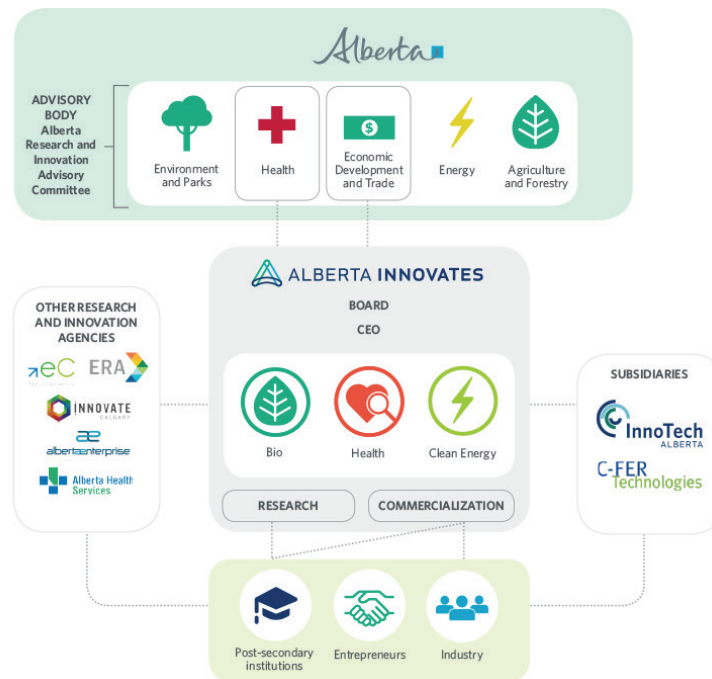 Alberta
ADVISORY
BODY
Alberta
Research and
Innovation
Advisory
Committee
Environment
and Parks
Health
$
Economic
Development
and Trade
Energy
Agriculture
and Forestry
ALBERTA INNOVATES
BOARD
CEO
OTHER RESEARCH
AND INNOVATION
AGENCIES
eC
ERA
INNOVATE
CALGARY
ae
albertaenterprise
Alberta Health
Services
Bio
Health
Clean Energy
RESEARCH
COMMERCIALIZATION
SUBSIDIARIES
InnoTech
ALBERTA
C-FER
Technologies
Post-secondary
institutions
Entrepreneurs
Industry